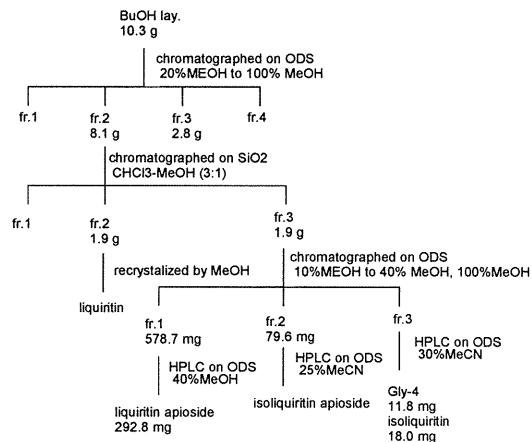 BuOH lay.
10.3 g
chromatographed on ODS
20%MEOH to 100% MeOH
fr.1
fr.2
8.1 g
fr.3
2.8 g
fr.4
chromatographed on SiO2
CHCl3-MeOH (3:1)
fr.1
fr.2
1.9 g
fr.3
1.9 g
recrystalized by MeOH
liquiritin
chromatographed on ODS
10%MEOH to 40% MeOH, 100%MeOH
fr.1
578.7 mg
fr.2
79.6 mg
fr.3
HPLC on ODS
40%MeOH
HPLC on ODS
25%MeCN
HPLC on ODS
30%MeCN
liquiritin apioside
292.8 mg
isoliquiritin apioside
Gly-4
11.8 mg
isoliquiritin
18.0 mg